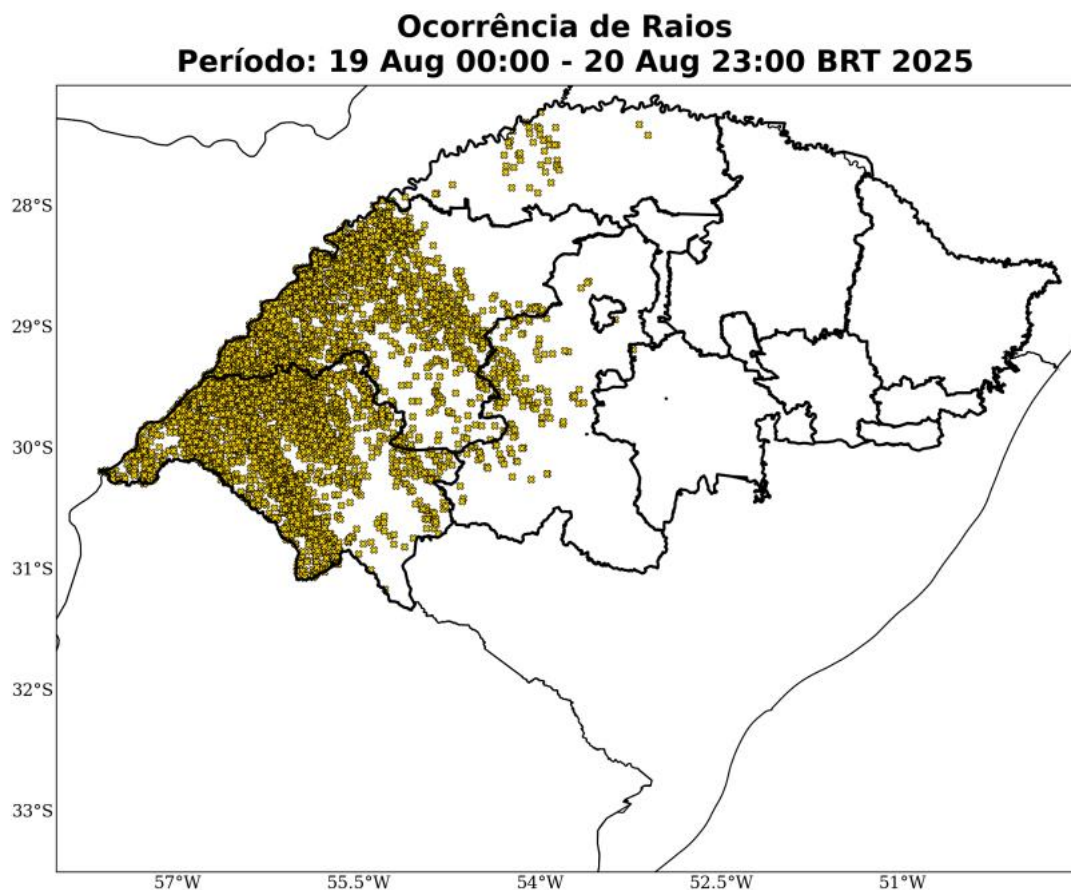 Ocorrência de Raios
Período: 19 Aug 00:00 - 20 Aug 23:00 BRT 2025
28°S
29°S
30°S
31°S
32°S
33°S
57°W 55.5°W 54°W 52.5°W 51°W